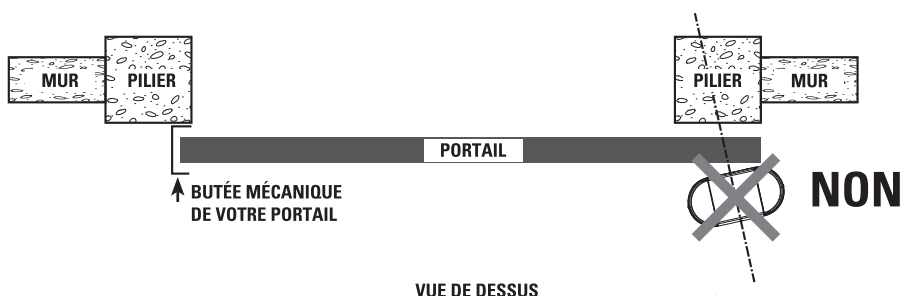 MUR
PILIER
PILIER
MUR
PORTAIL
NON
BUTÉE MÉCANIQUE
DE VOTRE PORTAIL
VUE DE DESSUS